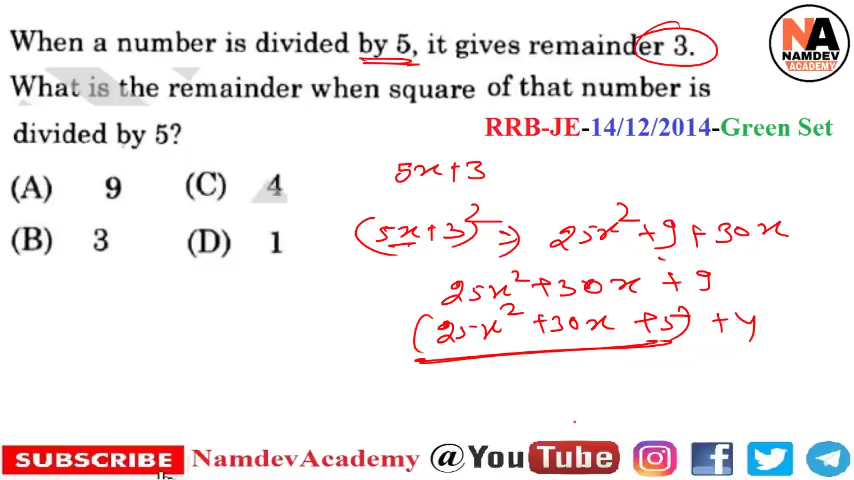 When a number is divided by 5, it gives remainder 3.
What is the remainder when square of that number is
divided by 5?
NA
NAMDEV
ACADEMY
RRB-JE-14/12/2014-Green Set
(A) 9 (C) 4
(B) 3 (D) 1
5x+3
(5x+3)² ⇒ 25x²+9+30x
25x²+30x+9
(25x²+30x+5)+4
SUBSCRIBE NamdevAcademy @YouTube